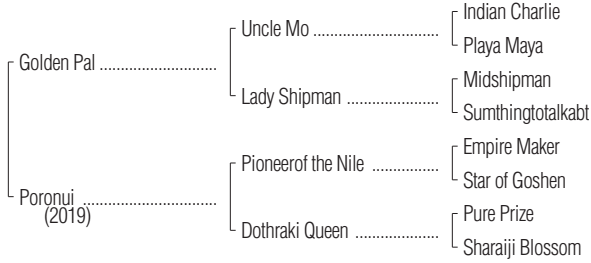 Indian Charlie
Uncle Mo ..............................
Playa Maya
Golden Pal ............................
Midshipman
Lady Shipman ......................
Sumthingtotalkabt
Empire Maker
Pioneerof the Nile ................
Star of Goshen
Poronui ................................
(2019)
Pure Prize
Dothraki Queen ....................
Sharaiji Blossom